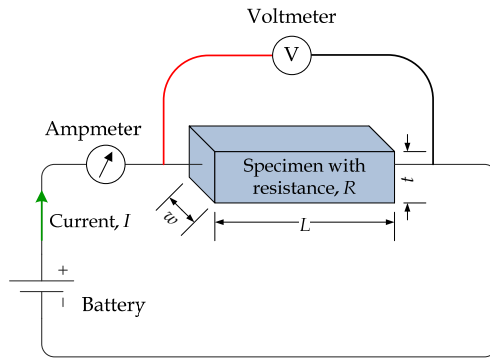 Voltmeter
V
Ampmeter
Specimen with
resistance, R
t
w
L
Current, I
+
–
Battery